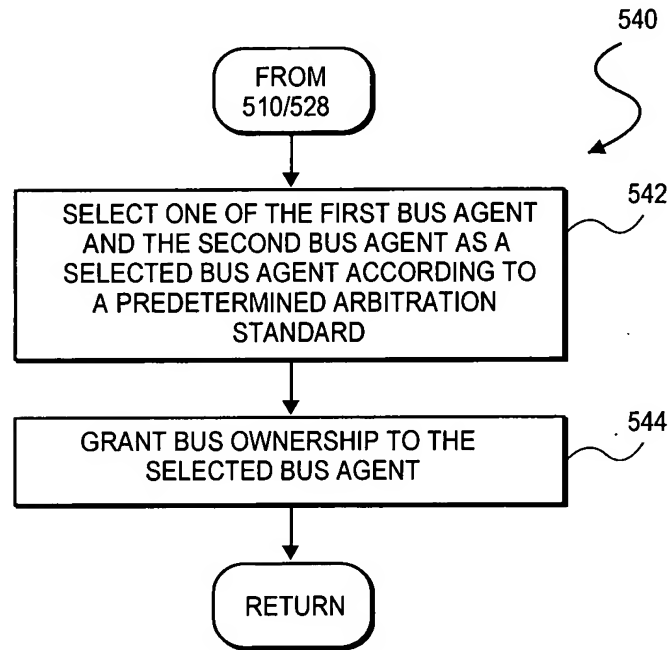 540
FROM
510/528
542
SELECT ONE OF THE FIRST BUS AGENT
AND THE SECOND BUS AGENT AS A
SELECTED BUS AGENT ACCORDING TO
A PREDETERMINED ARBITRATION
STANDARD
544
GRANT BUS OWNERSHIP TO THE
SELECTED BUS AGENT
RETURN